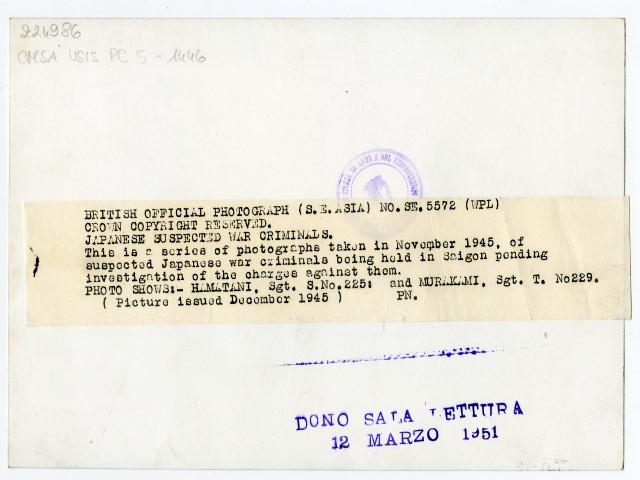 224986
CMSA USIS PC 5 - 1446
BRITISH OFFICIAL PHOTOGRAPH (S.E.ASIA) NO.SE.5572 (WPL)
CROWN COPYRIGHT RESERVED.
JAPANESE SUSPECTED WAR CRIMINALS.
This is a series of photographs taken in November 1945, of
suspected Japanese war criminals being held in Saigon pending
investigation of the charges against them.
PHOTO SHOWS:- HAMATANI, Sgt. S.No.225: and MURAKAMI, Sgt. T. No229.
( Picture issued December 1945 ) PN.
DONO SALA LETTURA
12 MARZO 1951